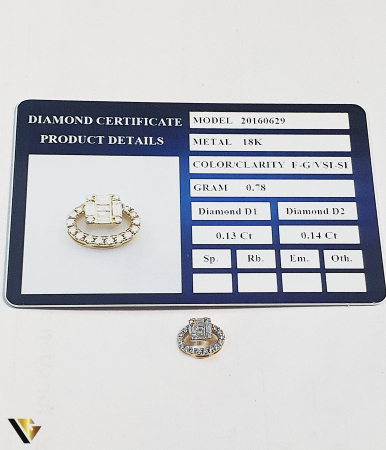 DIAMOND CERTIFICATE
PRODUCT DETAILS
MODEL 20160629
METAL 18K
COLOR/CLARITY F-G/VSI-SI
GRAM 0.78
Diamond D1 Diamond D2
0.13 Ct 0.14 Ct
Sp. Rb. Em. Oth.